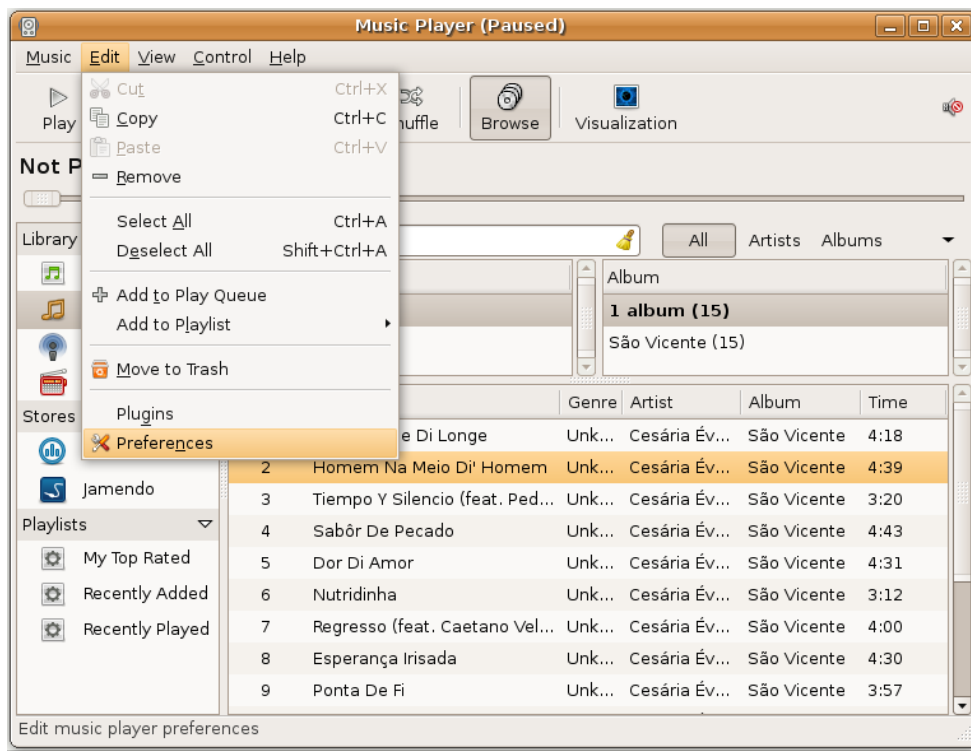 Music Player (Paused)
Music Edit View Control Help
Play
uffle
Browse
Visualization
Cut Ctrl+X
Copy Ctrl+C
Paste Ctrl+V
Remove
Select All Ctrl+A
Deselect All Shift+Ctrl+A
Add to Play Queue
Add to Playlist
Move to Trash
Plugins
Preferences
Not P
Library
All Artists Albums
Album
1 album (15)
São Vicente (15)
Stores
Jamendo
Playlists
My Top Rated
Recently Added
Recently Played
Genre Artist Album Time
e Di Longe Unk... Cesária Év... São Vicente 4:18
2 Homem Na Meio Di' Homem Unk... Cesária Év... São Vicente 4:39
3 Tiempo Y Silencio (feat. Ped... Unk... Cesária Év... São Vicente 3:20
4 Sabôr De Pecado Unk... Cesária Év... São Vicente 4:43
5 Dor Di Amor Unk... Cesária Év... São Vicente 4:31
6 Nutridinha Unk... Cesária Év... São Vicente 3:12
7 Regresso (feat. Caetano Vel... Unk... Cesária Év... São Vicente 4:00
8 Esperança Irisada Unk... Cesária Év... São Vicente 4:30
9 Ponta De Fi Unk... Cesária Év... São Vicente 3:57
Edit music player preferences